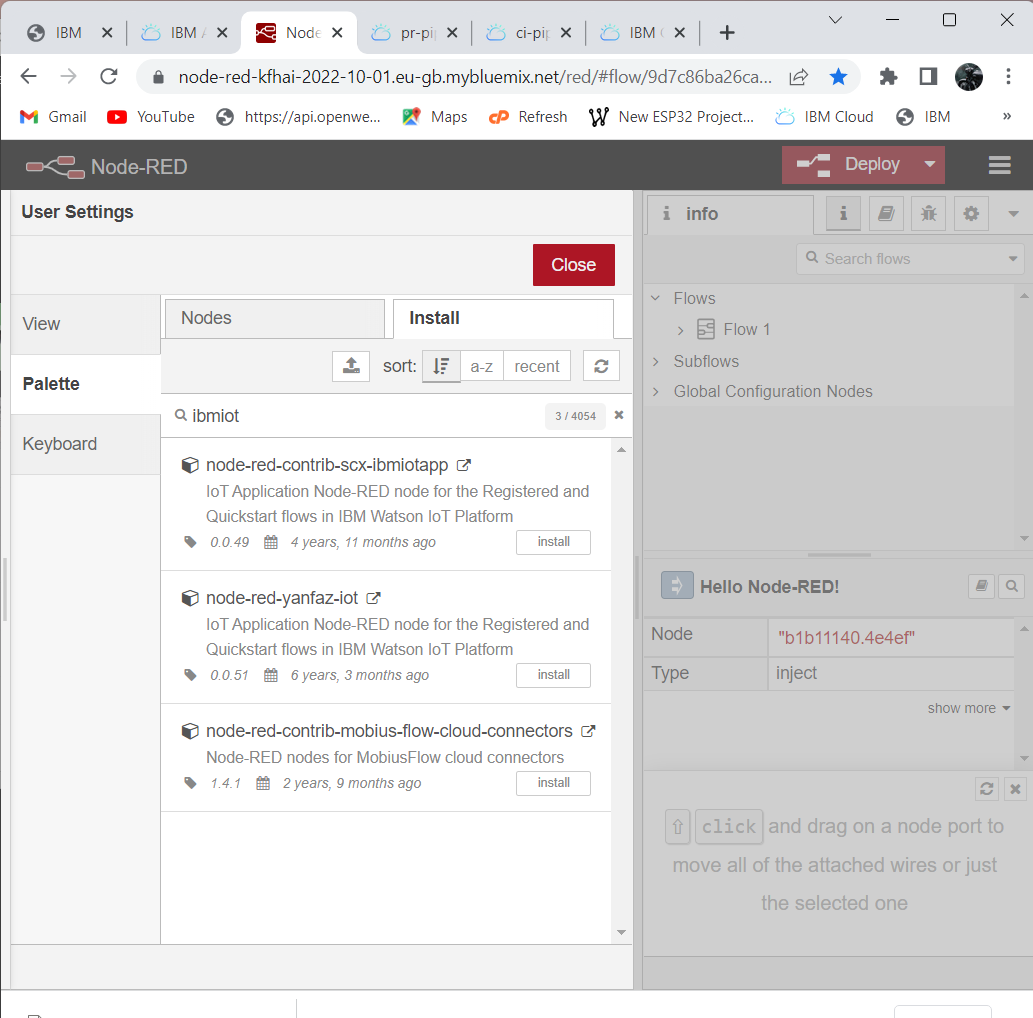 IBM
IBM
Node
pr-pip
ci-pip
IBM
node-red-kfhai-2022-10-01.eu-gb.mybluemix.net/red/#flow/9d7c86ba26ca...
Gmail
YouTube
https://api.openwe...
Maps
Refresh
New ESP32 Project...
IBM Cloud
IBM
»
Node-RED
Deploy
User Settings
Close
View
Palette
Keyboard
Nodes
Install
sort:
a-z
recent
ibmiot
3 / 4054
node-red-contrib-scx-ibmiotapp
IoT Application Node-RED node for the Registered and
Quickstart flows in IBM Watson IoT Platform
0.0.49 4 years, 11 months ago
install
node-red-yanfaz-iot
IoT Application Node-RED node for the Registered and
Quickstart flows in IBM Watson IoT Platform
0.0.51 6 years, 3 months ago
install
node-red-contrib-mobius-flow-cloud-connectors
Node-RED nodes for MobiusFlow cloud connectors
1.4.1 2 years, 9 months ago
install
info
Search flows
Flows
Flow 1
Subflows
Global Configuration Nodes
Hello Node-RED!
Node "b1b11140.4e4ef"
Type inject
show more
⇧ click and drag on a node port to
move all of the attached wires or just
the selected one